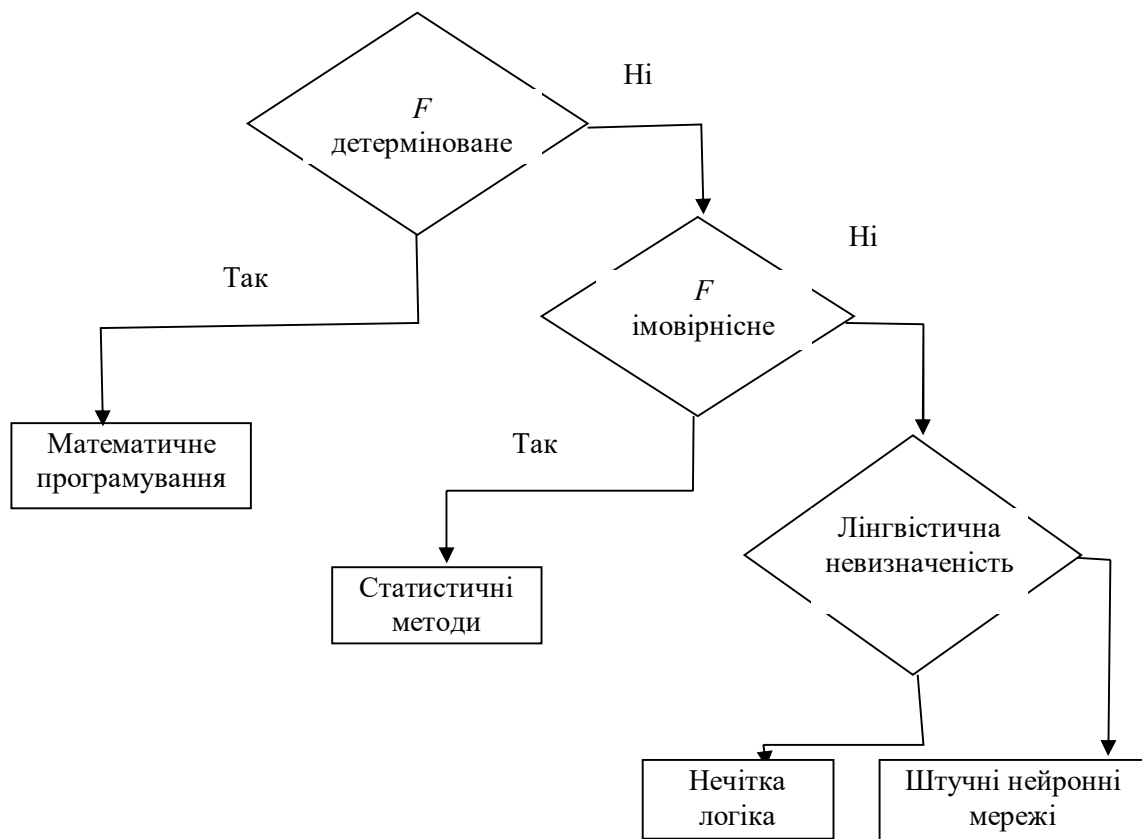 Ні
F
детерміноване
Ні
Так
F
імовірнісне
Математичне
програмування
Так
Лінгвістична
невизначеність
Статистичні
методи
Нечітка
логіка
Штучні нейронні
мережі